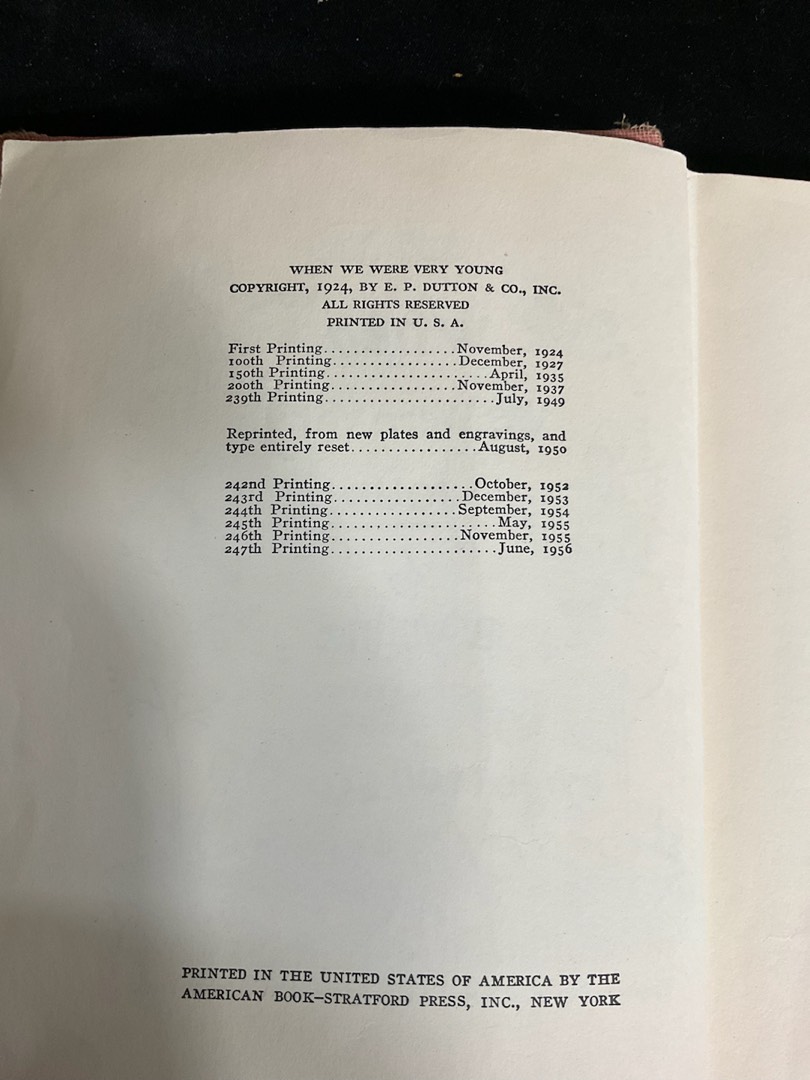 WHEN WE WERE VERY YOUNG
COPYRIGHT, 1924, BY E. P. DUTTON & CO., INC.
ALL RIGHTS RESERVED
PRINTED IN U. S. A.
First Printing..................November, 1924
100th Printing.................December, 1927
150th Printing......................April, 1935
200th Printing.................November, 1937
239th Printing.......................July, 1949
Reprinted, from new plates and engravings, and
type entirely reset.................August, 1950
242nd Printing...................October, 1952
243rd Printing.................December, 1953
244th Printing.................September, 1954
245th Printing......................May, 1955
246th Printing.................November, 1955
247th Printing......................June, 1956
PRINTED IN THE UNITED STATES OF AMERICA BY THE
AMERICAN BOOK–STRATFORD PRESS, INC., NEW YORK